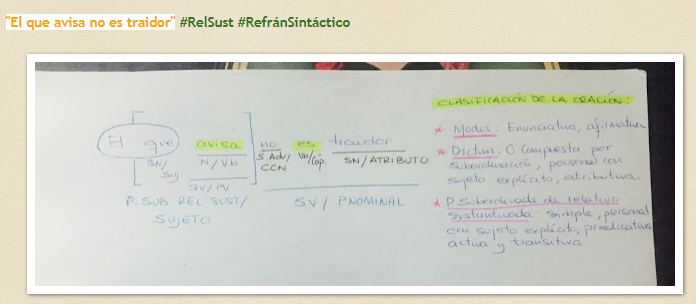 "El que avisa no es traidor" #RelSust #RefránSintáctico
CLASIFICACIÓN DE LA ORACIÓN:
El que avisa no es traidor
SN/ N/Vb S Adv/ Vb/Cop. SN/ATRIBUTO
Suj CCN
SV/PV
P. SUB REL SUST/ SV/ PNOMINAL
SUJETO
* Modus: Enunciativa, afirmativa
* Dictum: O Compuesta por
subordinación, personal con
sujeto explícito, atributiva.
* P. Subordinada de relativo
sustantivada: simple, personal
con sujeto explícito, predicativa
activa y transitiva